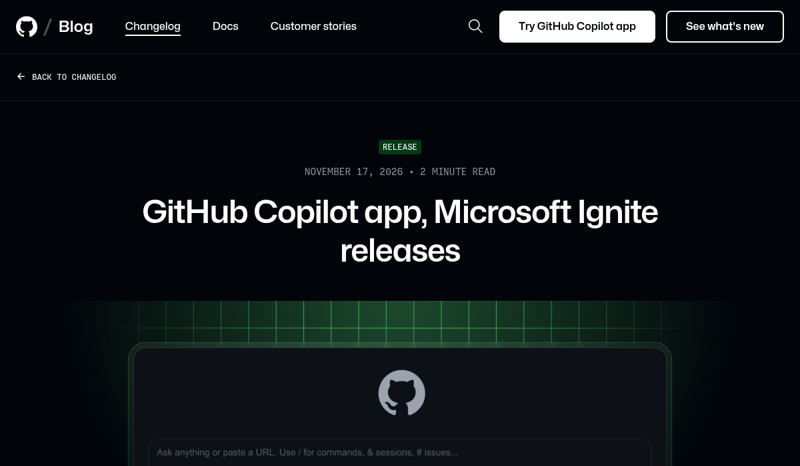 / Blog
Changelog
Docs
Customer stories
Try GitHub Copilot app
See what's new
← BACK TO CHANGELOG
RELEASE
NOVEMBER 17, 2026 • 2 MINUTE READ
GitHub Copilot app, Microsoft Ignite
releases
Ask anything or paste a URL. Use / for commands, & sessions, # issues...